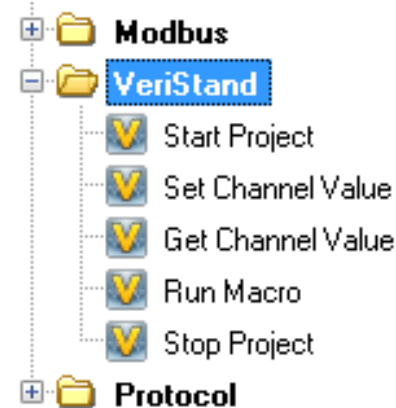 Modbus
VeriStand
Start Project
Set Channel Value
Get Channel Value
Run Macro
Stop Project
Protocol